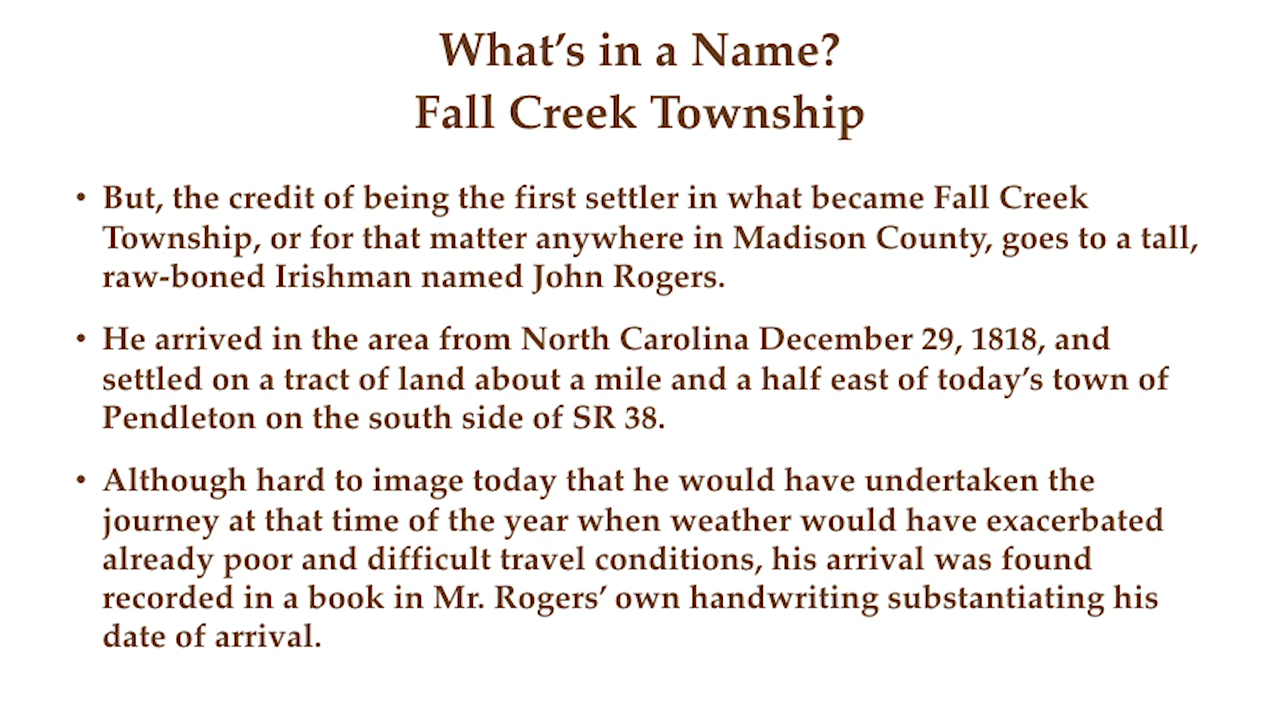 What’s in a Name?
Fall Creek Township
• But, the credit of being the first settler in what became Fall Creek
Township, or for that matter anywhere in Madison County, goes to a tall,
raw-boned Irishman named John Rogers.
• He arrived in the area from North Carolina December 29, 1818, and
settled on a tract of land about a mile and a half east of today’s town of
Pendleton on the south side of SR 38.
• Although hard to image today that he would have undertaken the
journey at that time of the year when weather would have exacerbated
already poor and difficult travel conditions, his arrival was found
recorded in a book in Mr. Rogers’ own handwriting substantiating his
date of arrival.